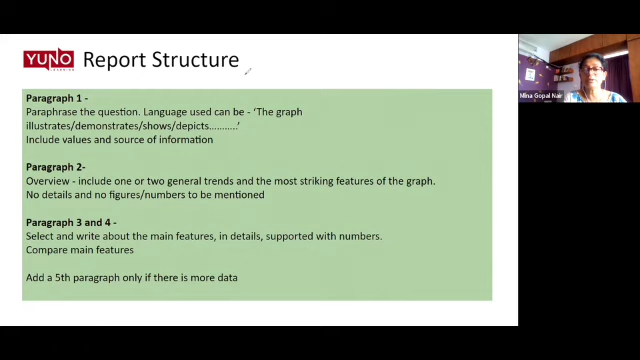 YUNO
LEARNING
Report Structure
Paragraph 1 -
Paraphrase the question. Language used can be - ‘The graph
illustrates/demonstrates/shows/depicts...........’
Include values and source of information
Paragraph 2-
Overview - include one or two general trends and the most striking features of the graph.
No details and no figures/numbers to be mentioned
Paragraph 3 and 4 -
Select and write about the main features, in details, supported with numbers.
Compare main features
Add a 5th paragraph only if there is more data
Mina Gopal Nair